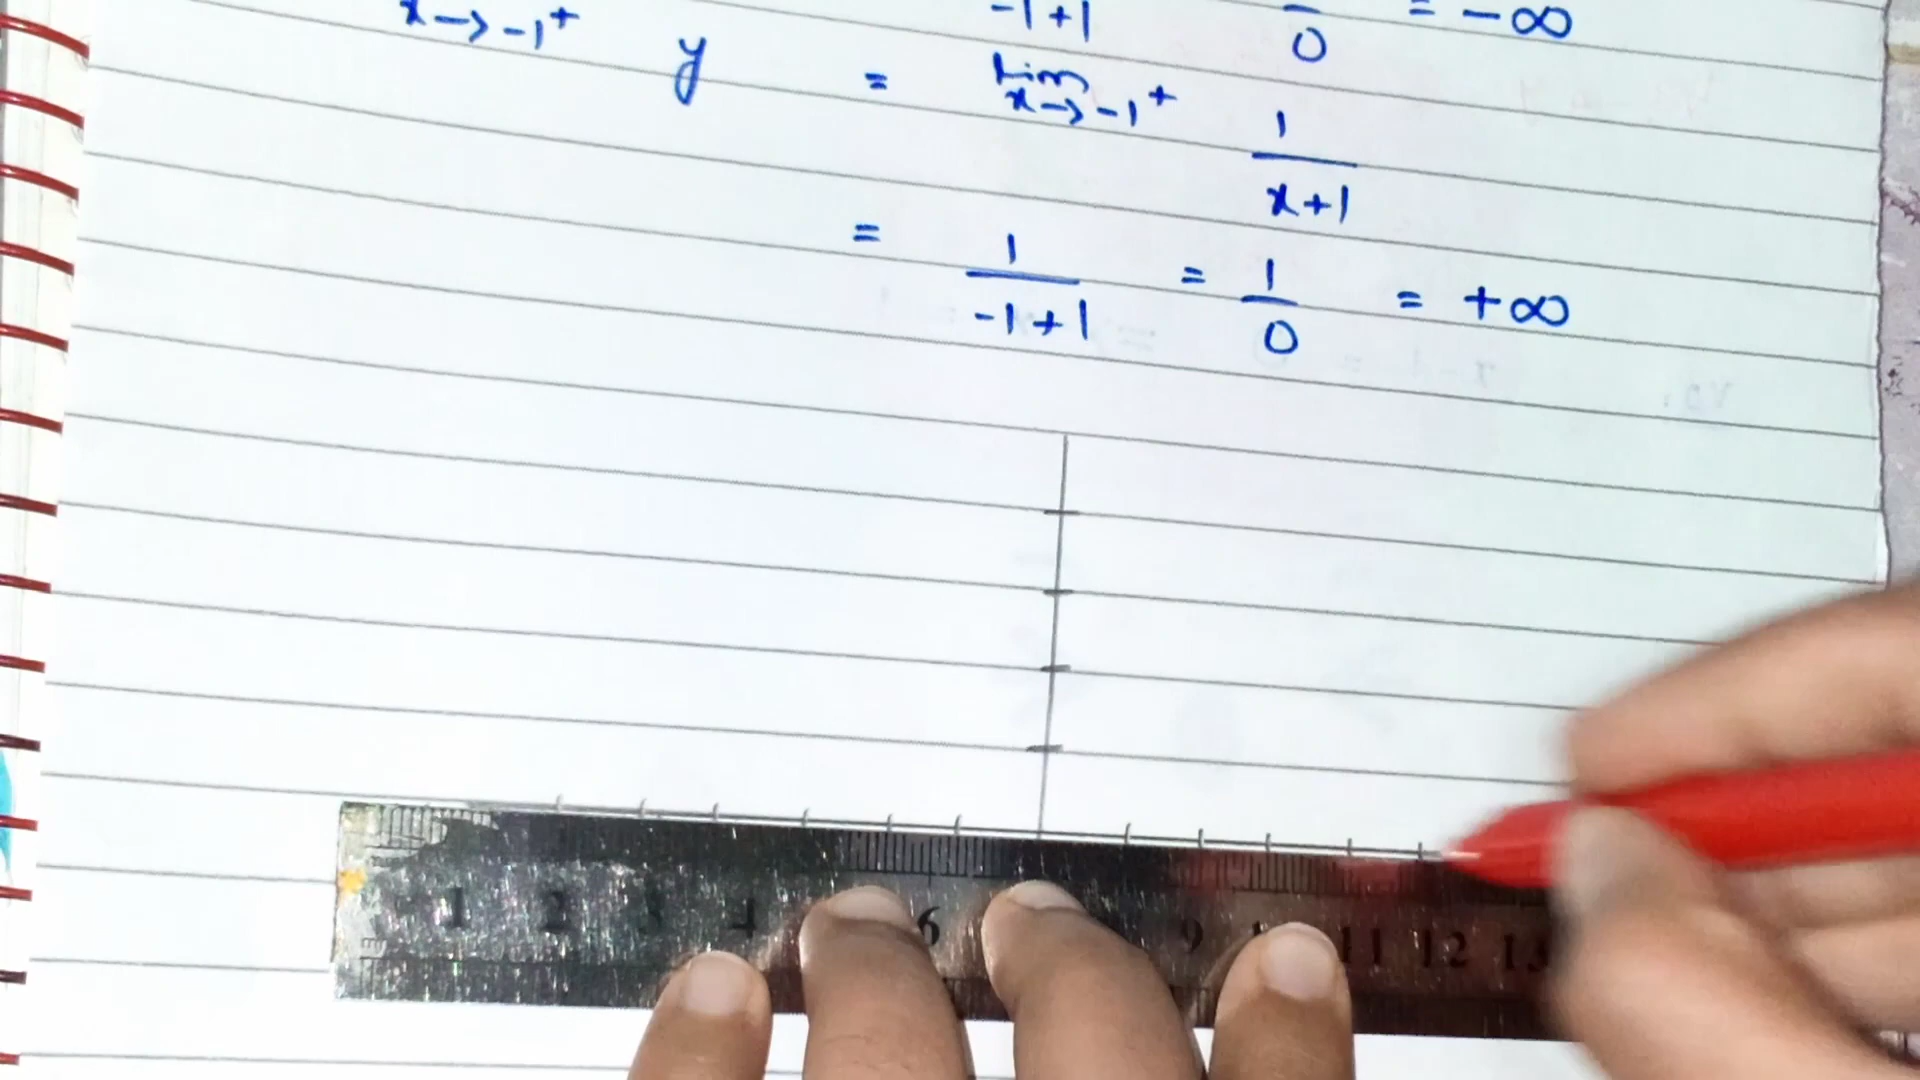 x→-1⁺ -1+1 0 = -∞
y = lim x→-1⁺ 1/(x+1)
= 1/(-1+1) = 1/0 = +∞
1 2 3 4 6 9 11 12 13